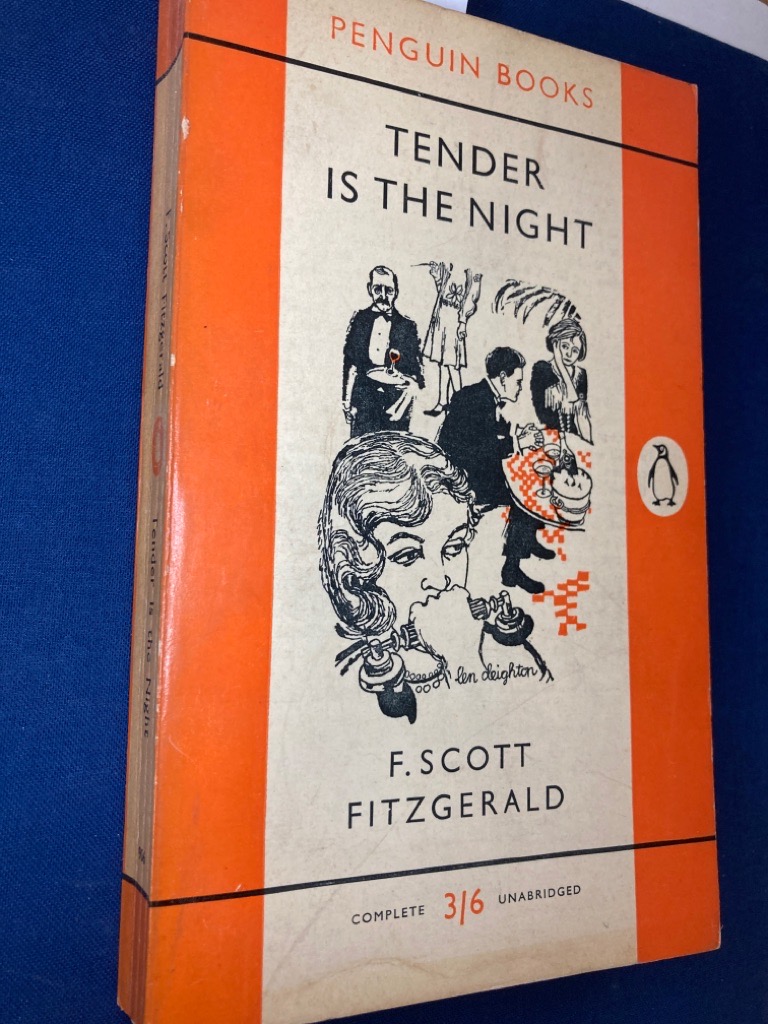 PENGUIN BOOKS
TENDER
IS THE NIGHT
len deighton
F. SCOTT
FITZGERALD
COMPLETE 3/6 UNABRIDGED
F. Scott Fitzgerald Tender is the Night